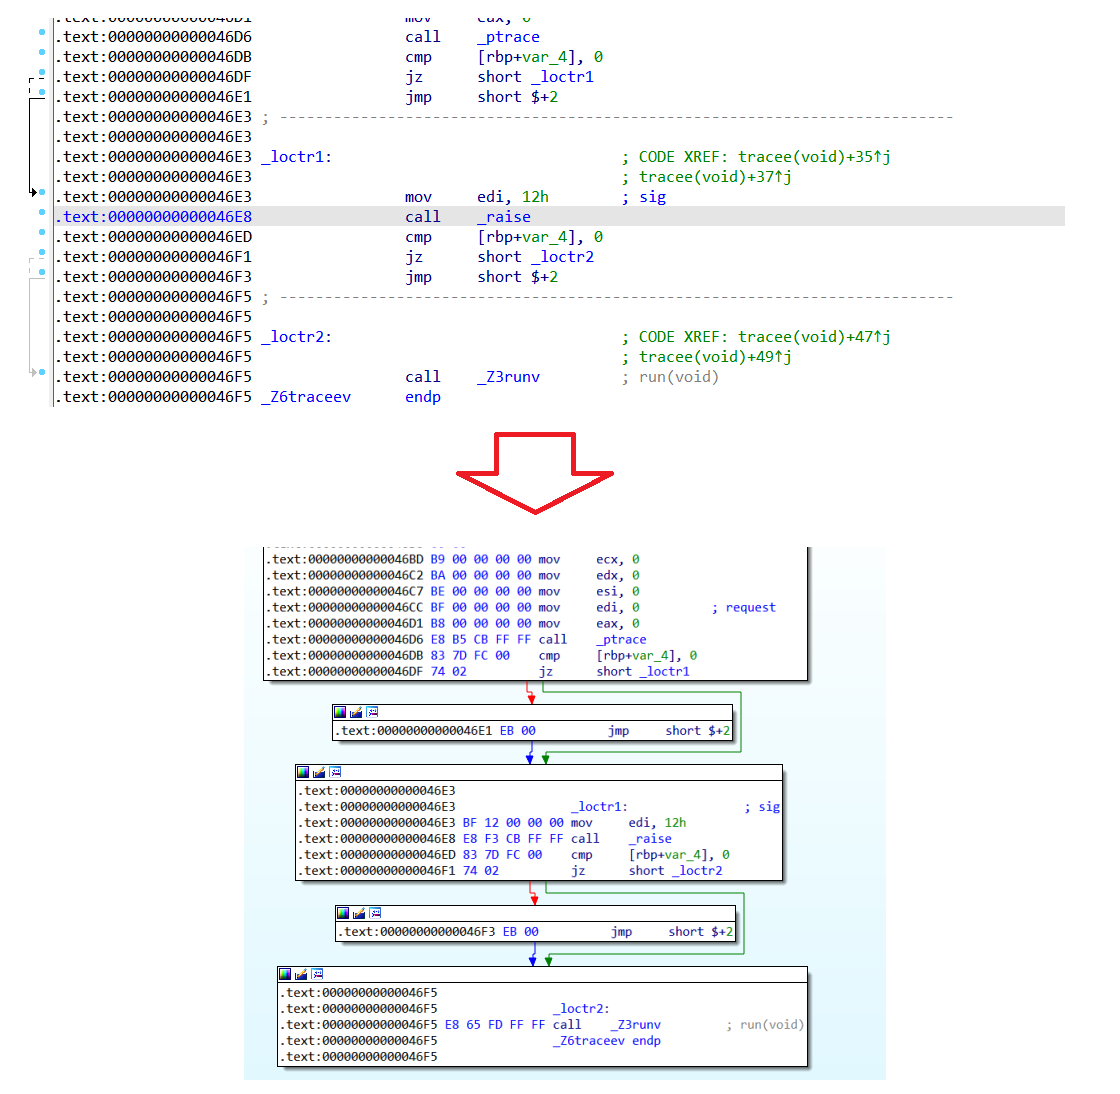 .text:00000000000046D1 mov eax, 0
.text:00000000000046D6 call _ptrace
.text:00000000000046DB cmp [rbp+var_4], 0
.text:00000000000046DF jz short _loctr1
.text:00000000000046E1 jmp short $+2
.text:00000000000046E3 ; ---------------------------------------------------------------------------
.text:00000000000046E3
.text:00000000000046E3 _loctr1: ; CODE XREF: tracee(void)+35↑j
.text:00000000000046E3 ; tracee(void)+37↑j
.text:00000000000046E3 mov edi, 12h ; sig
.text:00000000000046E8 call _raise
.text:00000000000046ED cmp [rbp+var_4], 0
.text:00000000000046F1 jz short _loctr2
.text:00000000000046F3 jmp short $+2
.text:00000000000046F5 ; ---------------------------------------------------------------------------
.text:00000000000046F5
.text:00000000000046F5 _loctr2: ; CODE XREF: tracee(void)+47↑j
.text:00000000000046F5 ; tracee(void)+49↑j
.text:00000000000046F5 call _Z3runv ; run(void)
.text:00000000000046F5 _Z6traceev endp
.text:00000000000046BD B9 00 00 00 00 mov ecx, 0
.text:00000000000046C2 BA 00 00 00 00 mov edx, 0
.text:00000000000046C7 BE 00 00 00 00 mov esi, 0
.text:00000000000046CC BF 00 00 00 00 mov edi, 0 ; request
.text:00000000000046D1 B8 00 00 00 00 mov eax, 0
.text:00000000000046D6 E8 B5 CB FF FF call _ptrace
.text:00000000000046DB 83 7D FC 00 cmp [rbp+var_4], 0
.text:00000000000046DF 74 02 jz short _loctr1
.text:00000000000046E1 EB 00 jmp short $+2
.text:00000000000046E3
.text:00000000000046E3 _loctr1: ; sig
.text:00000000000046E3 BF 12 00 00 00 mov edi, 12h
.text:00000000000046E8 E8 F3 CB FF FF call _raise
.text:00000000000046ED 83 7D FC 00 cmp [rbp+var_4], 0
.text:00000000000046F1 74 02 jz short _loctr2
.text:00000000000046F3 EB 00 jmp short $+2
.text:00000000000046F5
.text:00000000000046F5 _loctr2:
.text:00000000000046F5 E8 65 FD FF FF call _Z3runv ; run(void)
.text:00000000000046F5 _Z6traceev endp
.text:00000000000046F5